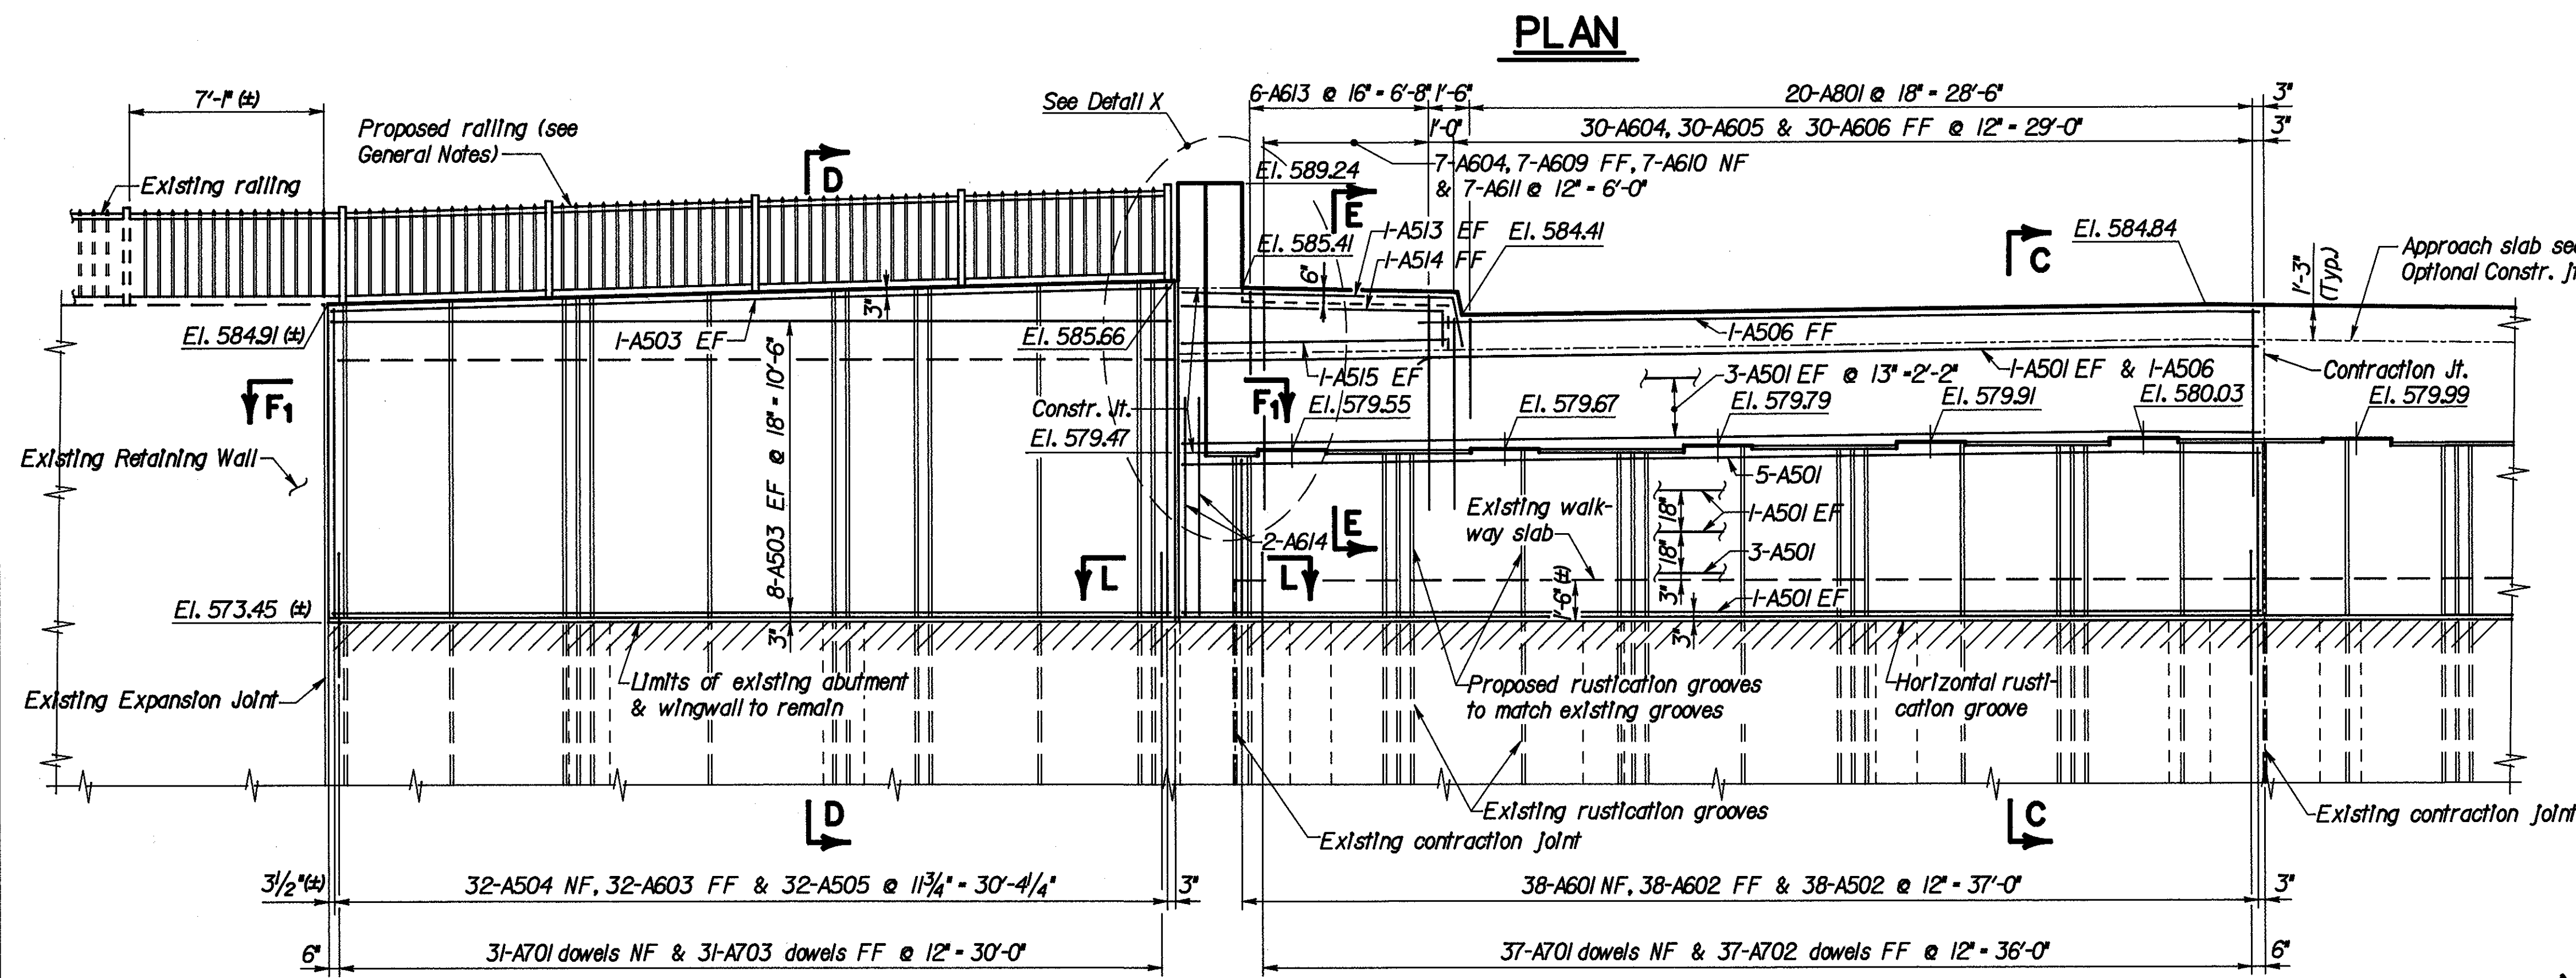 PLAN
7'-1" (±)
Proposed railing (see
General Notes)
Existing railing
D
See Detail X
6-A613 @ 16" = 6'-8"
1'-6"
20-A801 @ 18" = 28'-6"
3"
1'-0"
30-A604, 30-A605 & 30-A606 FF @ 12" = 29'-0"
3"
7-A604, 7-A609 FF, 7-A610 NF
& 7-A611 @ 12" = 6'-0"
El. 589.24
E
1-A513 EF
El. 584.41
El. 585.41
1-A514 FF
6"
C
El. 584.84
1'-3"
(Typ.)
Approach slab se
Optional Constr. j
El. 584.91 (±)
3"
1-A503 EF
El. 585.66
1-A506 FF
1-A515 EF
1-A501 EF & 1-A506
Contraction Jt.
8-A503 EF @ 18" = 10'-6"
F1
F1
3-A501 EF @ 13" =2'-2"
Constr. Jt.
El. 579.47
El. 579.55
El. 579.67
El. 579.79
El. 579.91
El. 580.03
El. 579.99
Existing Retaining Wall
5-A501
Existing walk-
way slab
18"
1-A501 EF
18"
3-A501
3"
1-A501 EF
2-A614
E
L
L
1'-6" (±)
El. 573.45 (±)
3"
3"
Limits of existing abutment
& wingwall to remain
Existing Expansion Joint
Proposed rustication grooves
to match existing grooves
Horizontal rusti-
cation groove
D
Existing rustication grooves
C
Existing contraction joint
Existing contraction joint
3 1/2"(±)
32-A504 NF, 32-A603 FF & 32-A505 @ 11 3/4" = 30'-4 1/4"
3"
38-A601 NF, 38-A602 FF & 38-A502 @ 12" = 37'-0"
3"
6"
31-A701 dowels NF & 31-A703 dowels FF @ 12" = 30'-0"
37-A701 dowels NF & 37-A702 dowels FF @ 12" = 36'-0"
6"